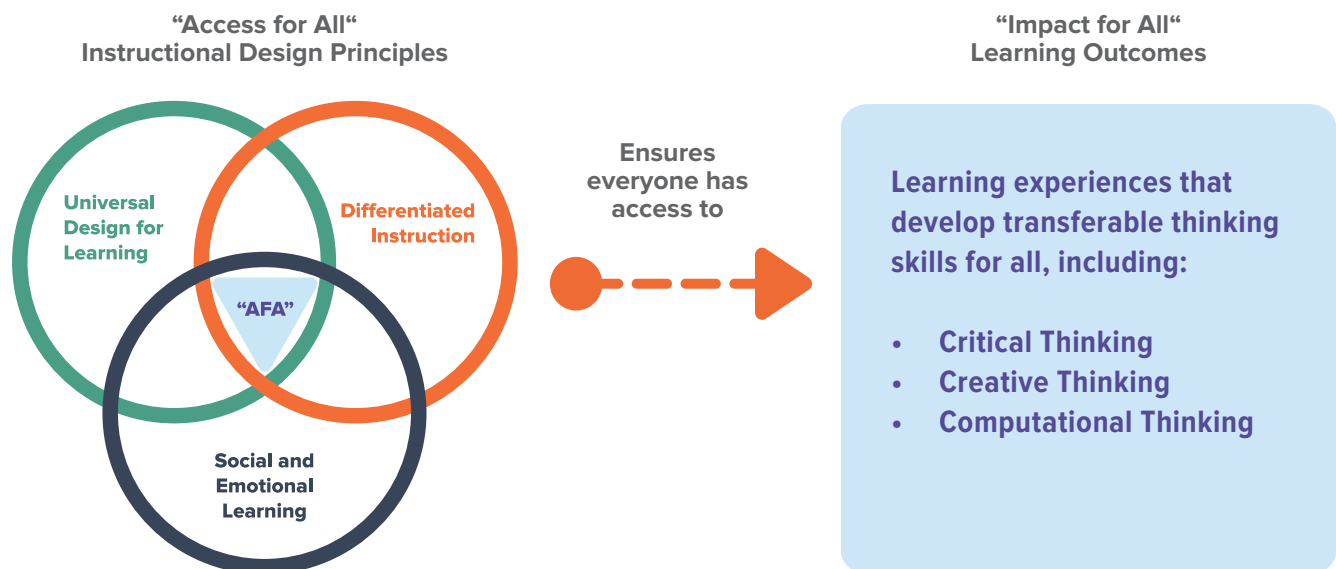 “Access for All“
Instructional Design Principles
Universal
Design for
Learning
Differentiated
Instruction
“AFA”
Social and
Emotional
Learning
Ensures
everyone has
access to
“Impact for All“
Learning Outcomes
Learning experiences that
develop transferable thinking
skills for all, including:
• Critical Thinking
• Creative Thinking
• Computational Thinking